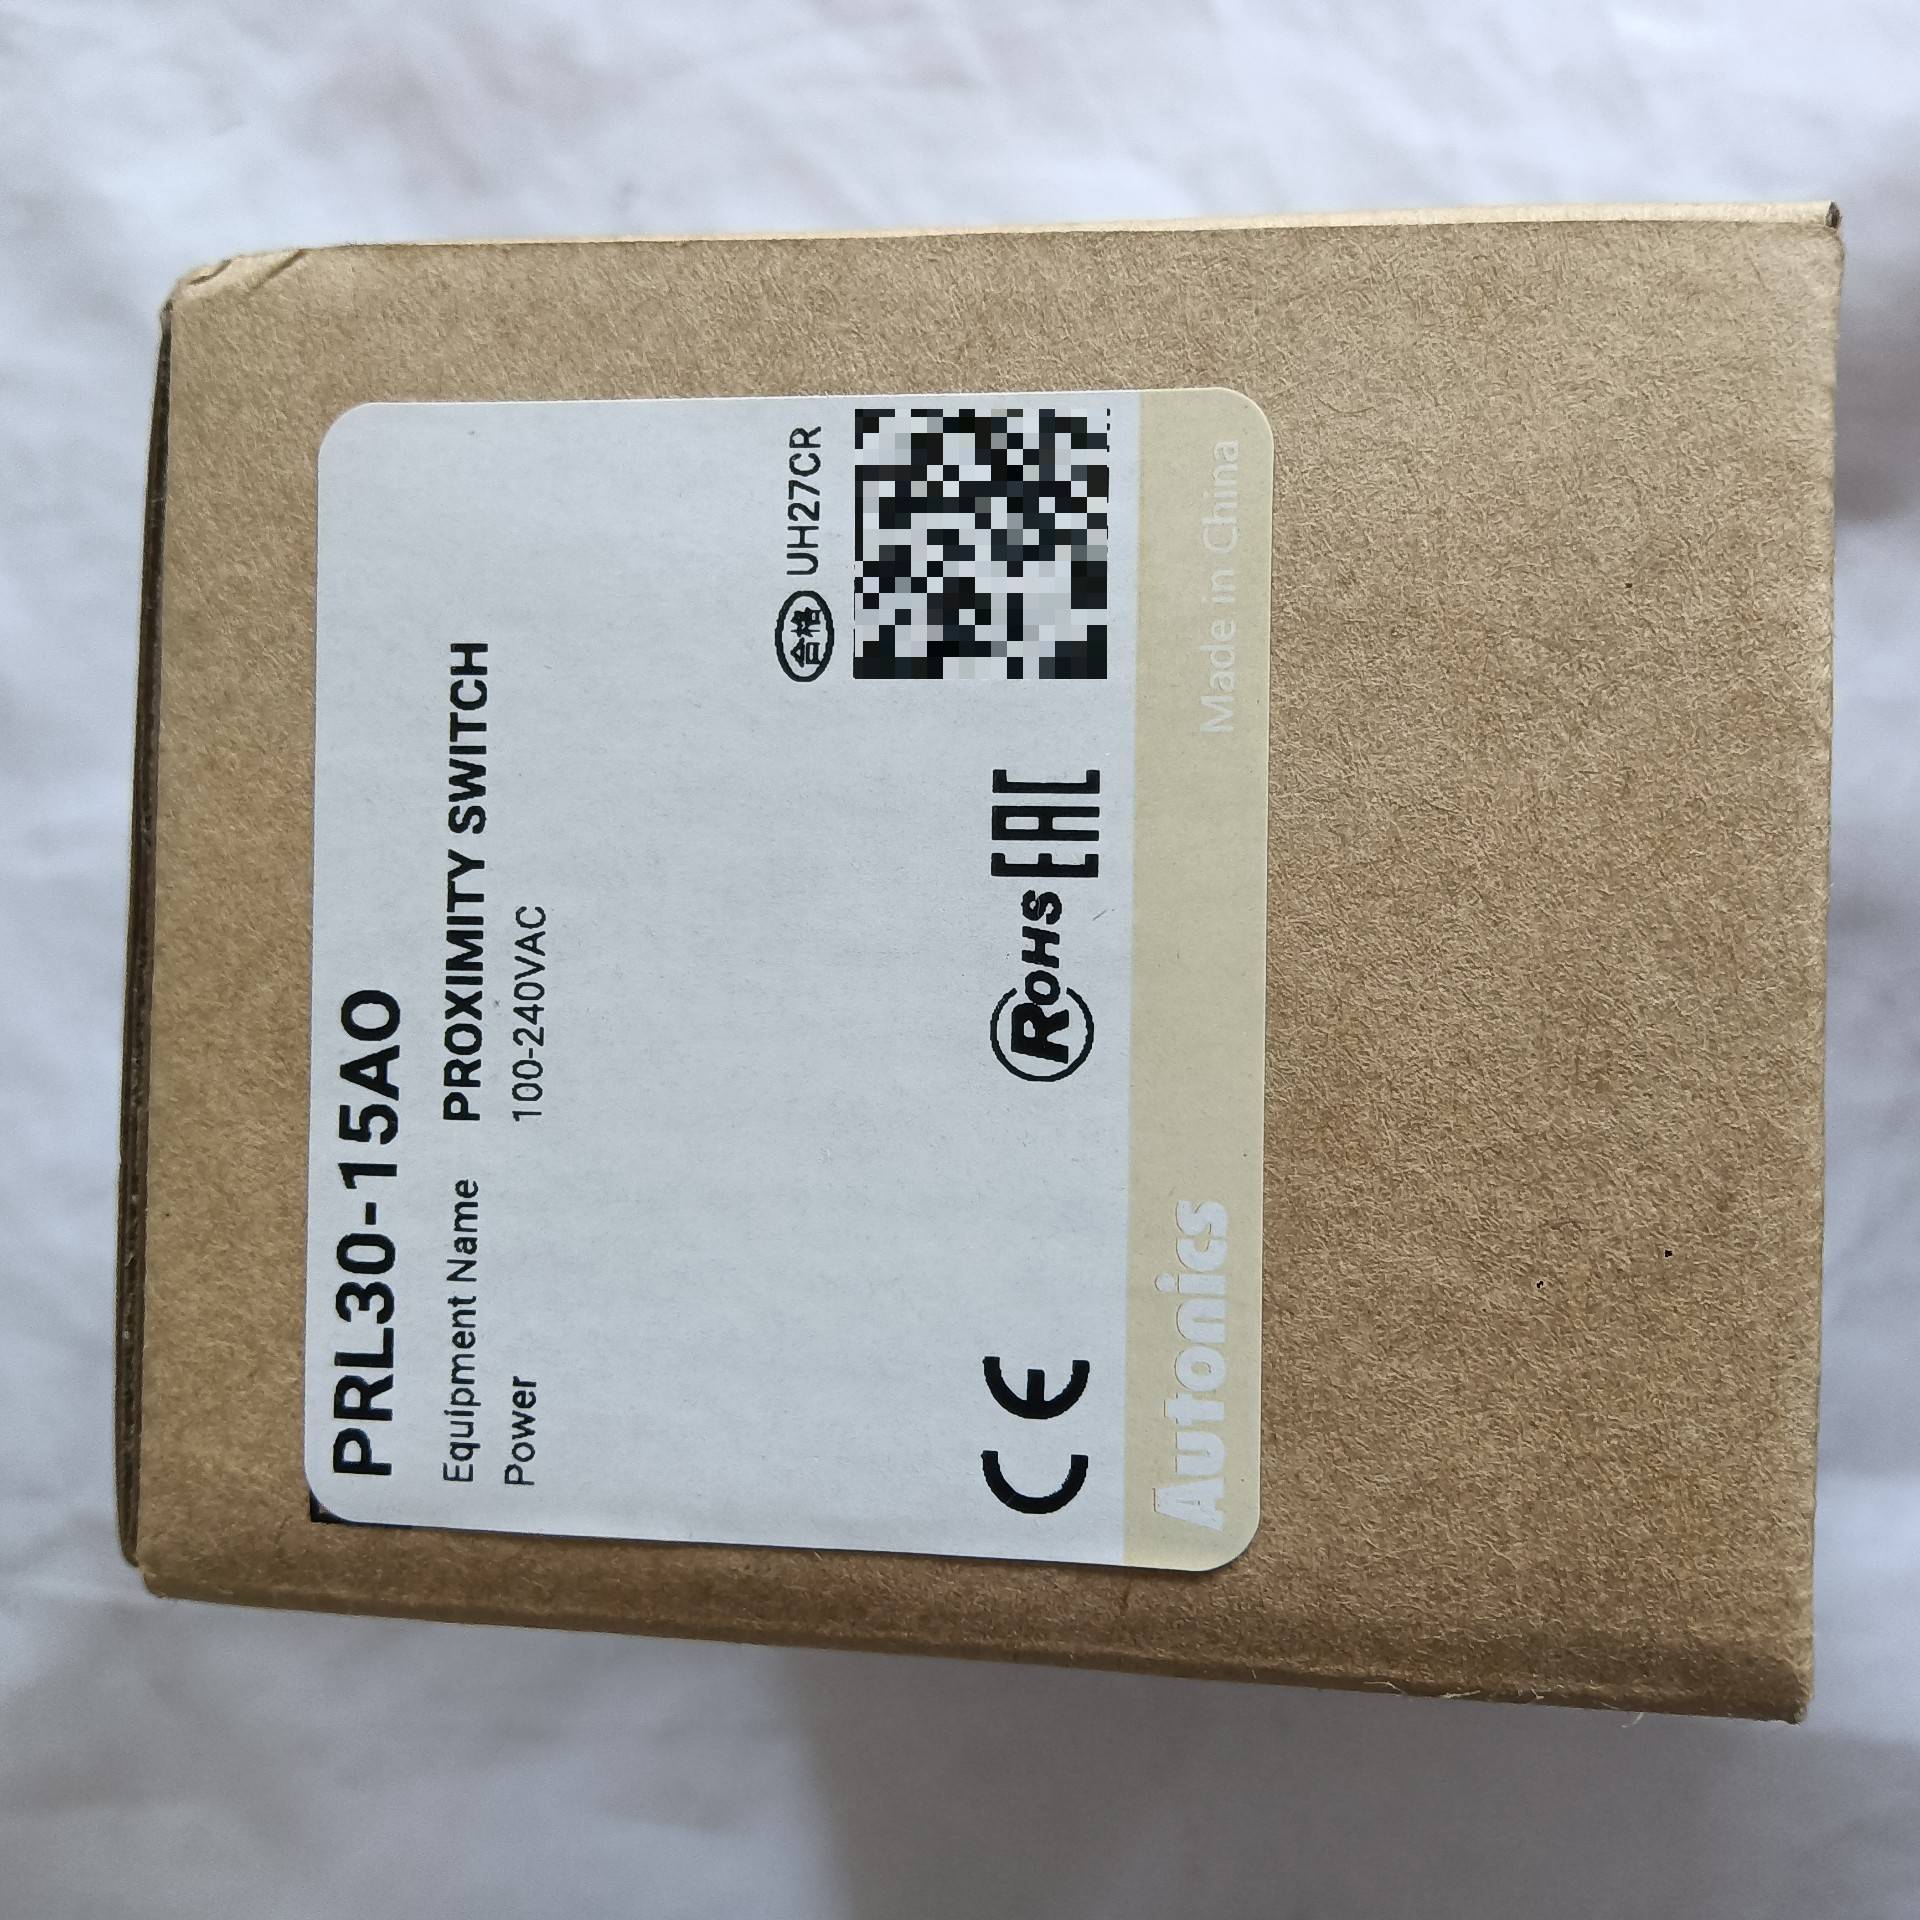 PRL30-15AO
Equipment Name PROXIMITY SWITCH
Power 100-240VAC
合格 UH27CR
CE RoHS EAC
Autonics Made in China